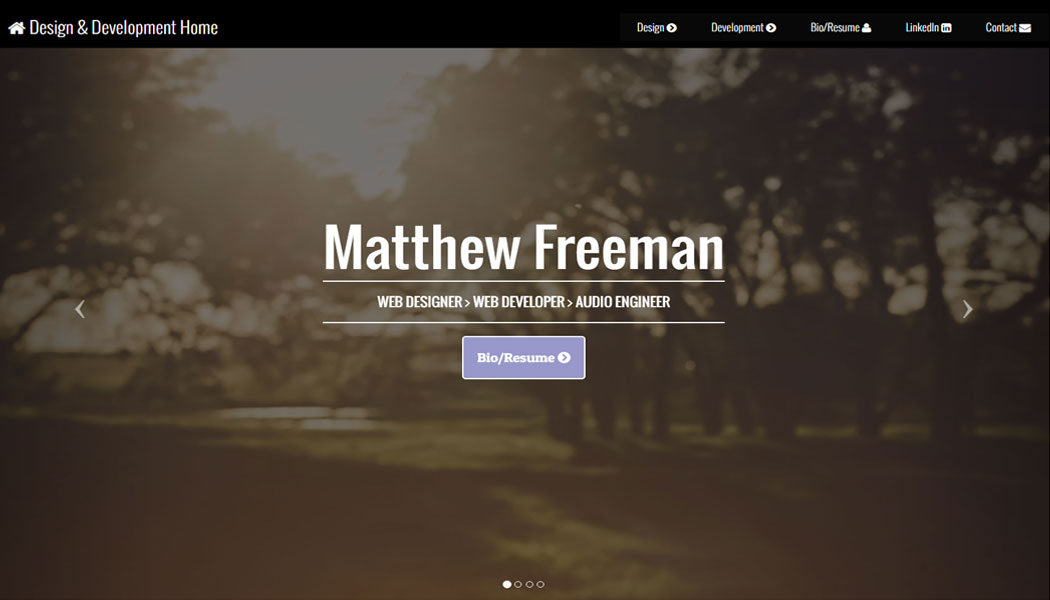 Design & Development Home
Design
Development
Bio/Resume
LinkedIn in
Contact
Matthew Freeman
WEB DESIGNER > WEB DEVELOPER > AUDIO ENGINEER
Bio/Resume